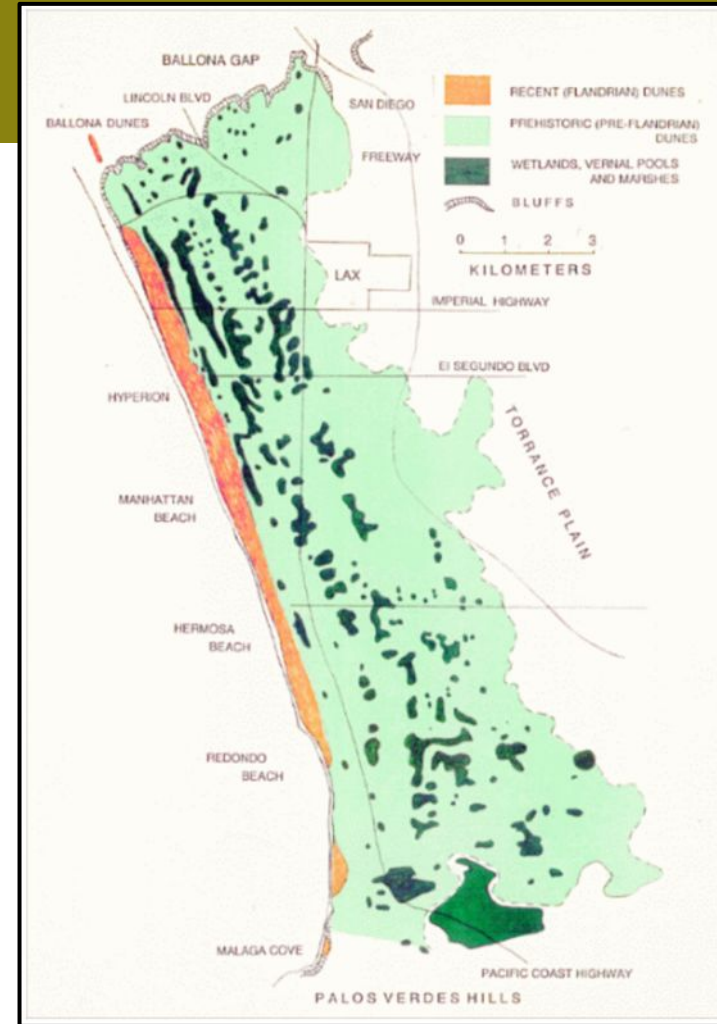 BALLONA GAP
LINCOLN BLVD
BALLONA DUNES
SAN DIEGO
FREEWAY
RECENT (FLANDRIAN) DUNES
PREHISTORIC (PRE-FLANDRIAN)
DUNES
WETLANDS, VERNAL POOLS
AND MARSHES
BLUFFS
0 1 2 3
KILOMETERS
LAX
IMPERIAL HIGHWAY
El SEGUNDO BLVD
HYPERION
TORRANCE PLAIN
MANHATTAN
BEACH
HERMOSA
BEACH
REDONDO
BEACH
MALAGA COVE
PACIFIC COAST HIGHWAY
PALOS VERDES HILLS